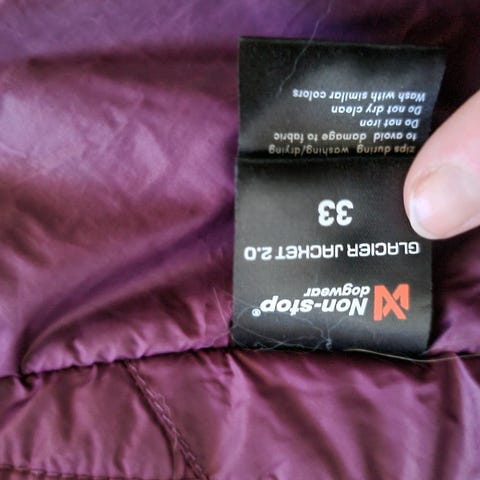 Non-stop®
dogwear
GLACIER JACKET 2.0
33
zips during washing/drying
to avoid damage to fabric
Do not iron
Do not dry clean
Wash with similar colors